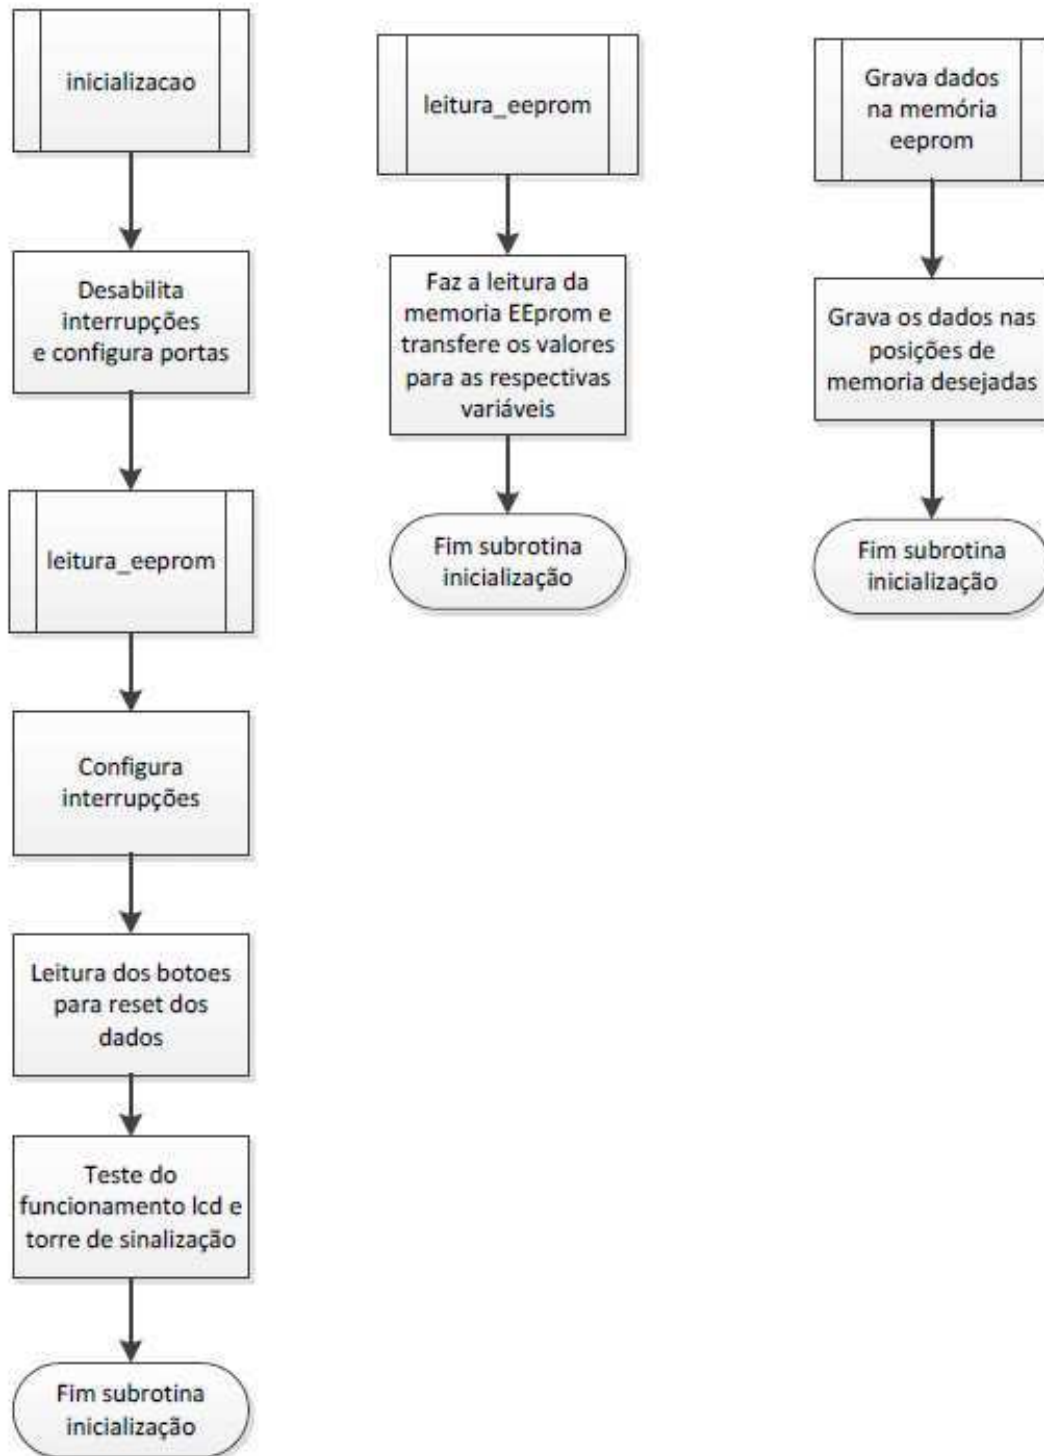 inicializacao
Desabilita
interrupções
e configura portas
leitura_eeprom
Configura
interrupções
Leitura dos botoes
para reset dos
dados
Teste do
funcionamento lcd e
torre de sinalização
Fim subrotina
inicialização
leitura_eeprom
Faz a leitura da
memoria EEprom e
transfere os valores
para as respectivas
variáveis
Fim subrotina
inicialização
Grava dados
na memória
eeprom
Grava os dados nas
posições de
memoria desejadas
Fim subrotina
inicialização